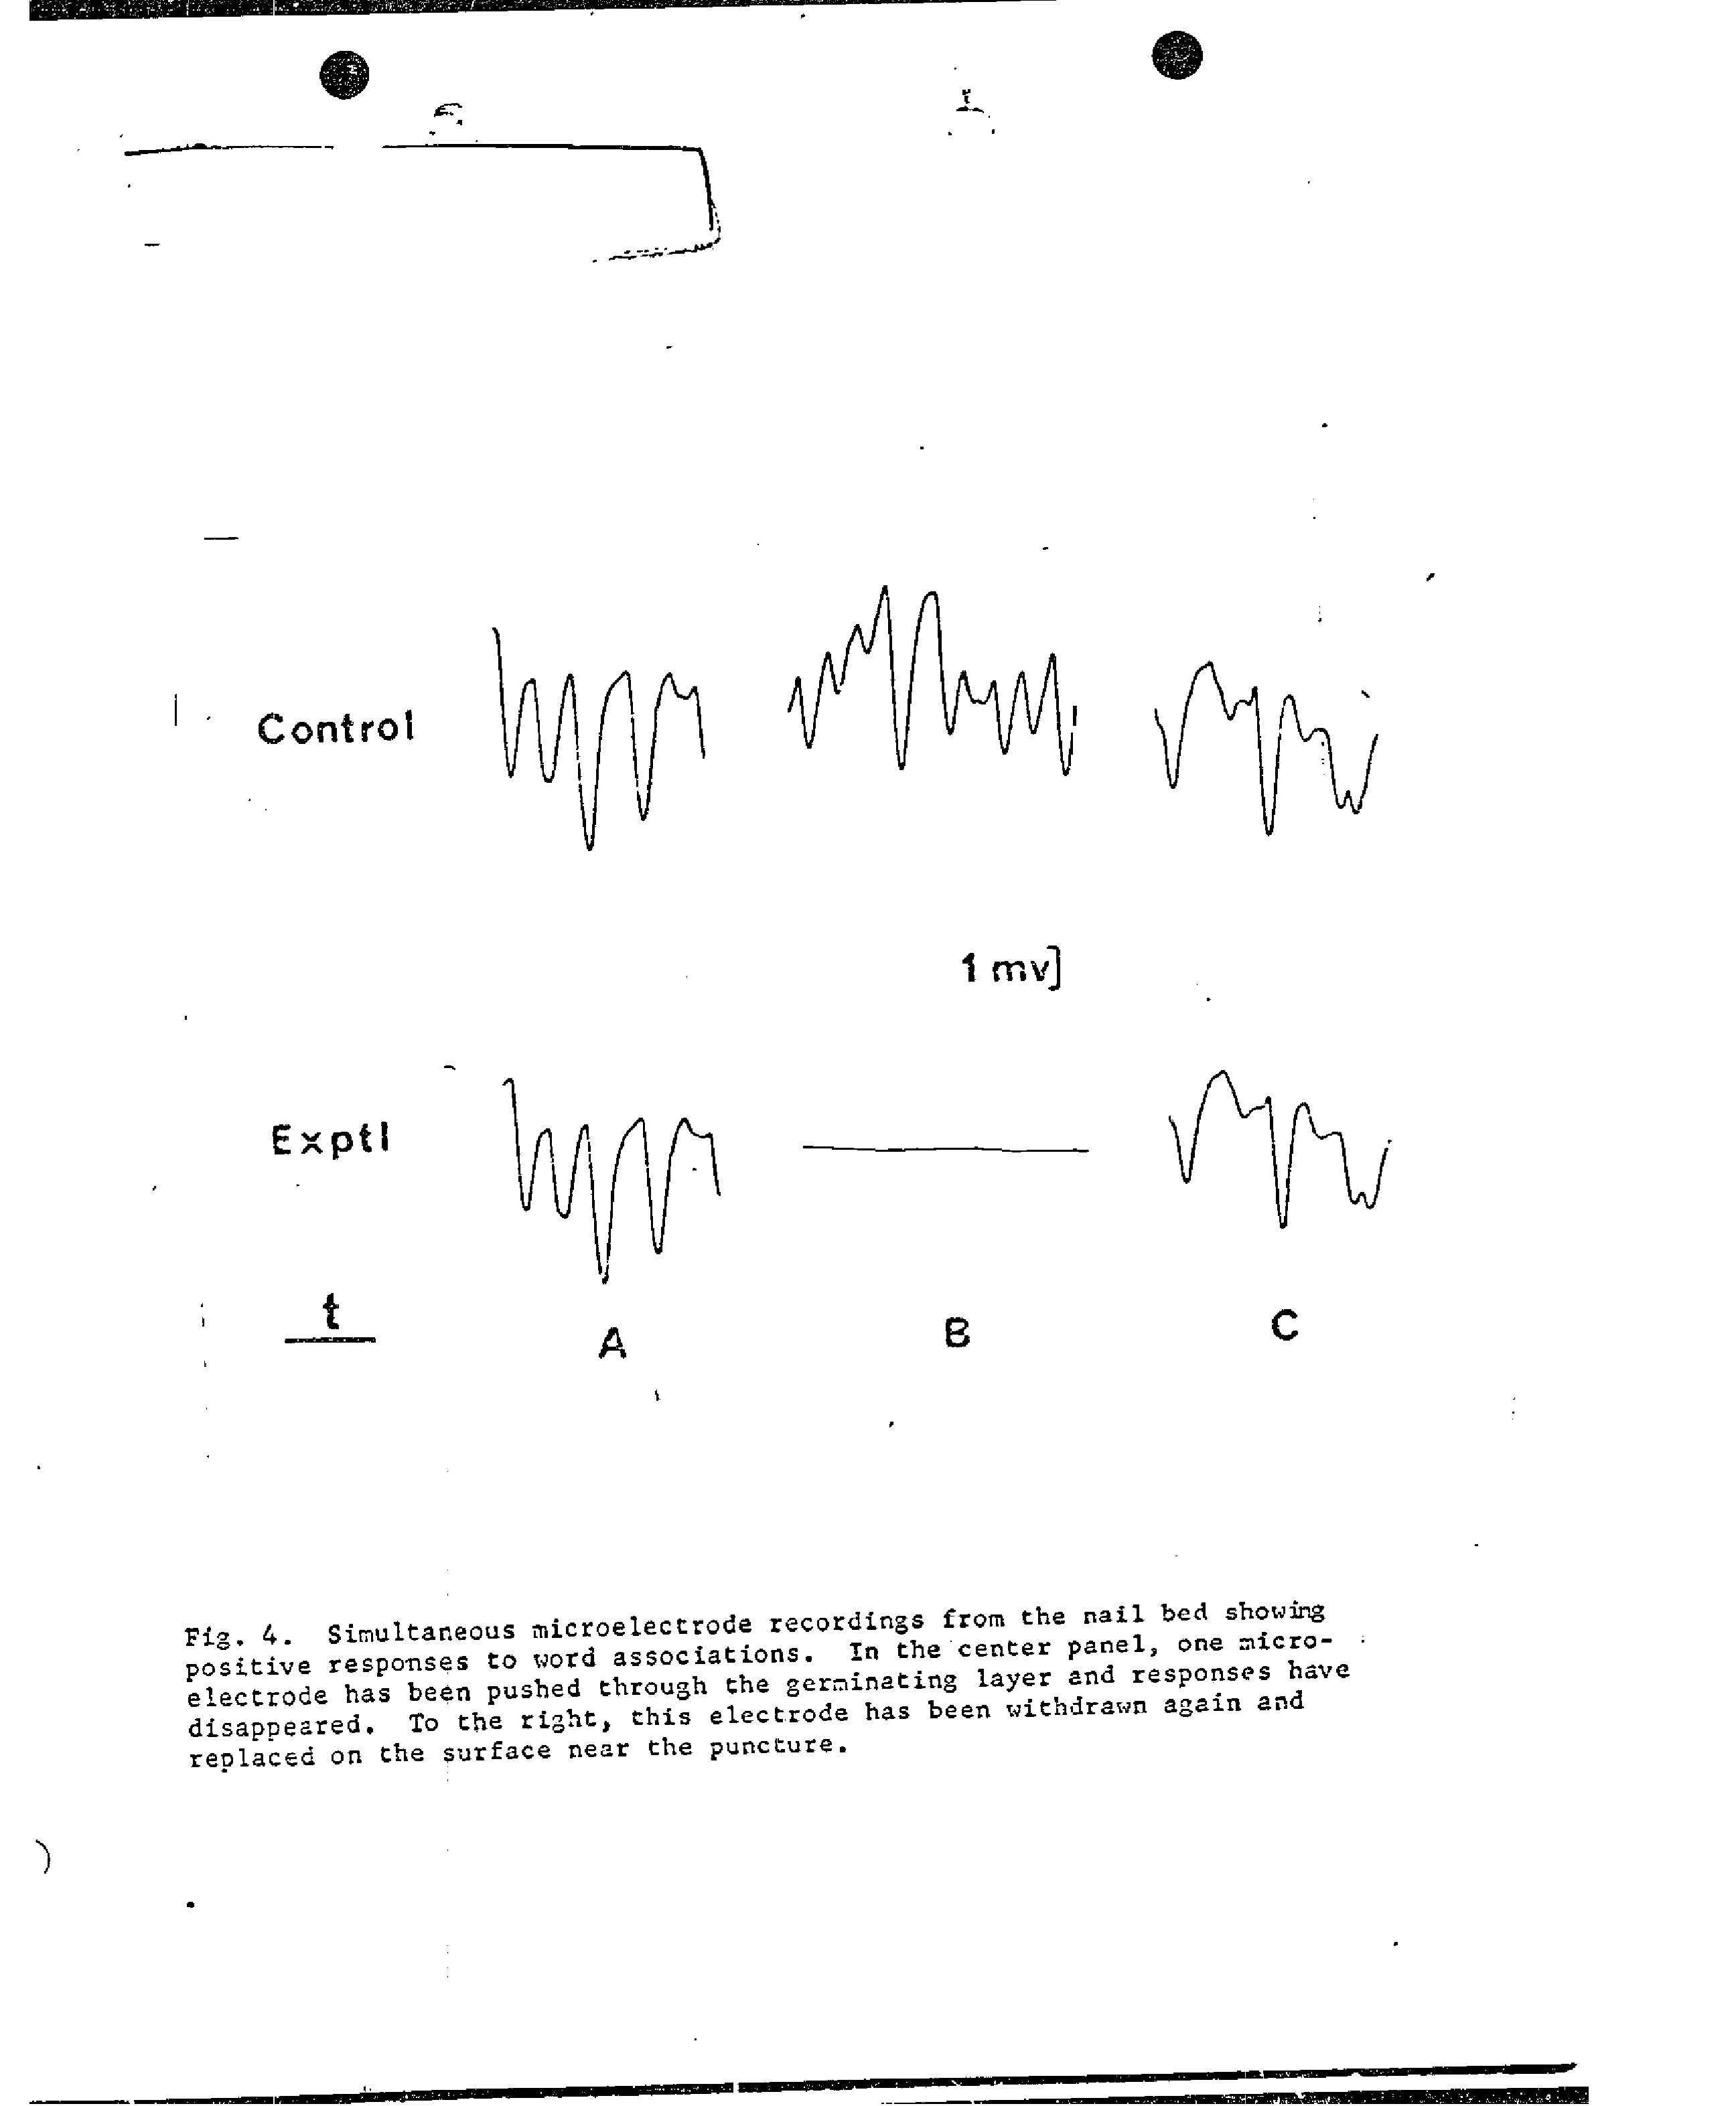 Control
1 mv]
Exptl
t
A
B
C
Fig. 4. Simultaneous microelectrode recordings from the nail bed showing
positive responses to word associations. In the center panel, one micro-
electrode has been pushed through the germinating layer and responses have
disappeared. To the right, this electrode has been withdrawn again and
replaced on the surface near the puncture.